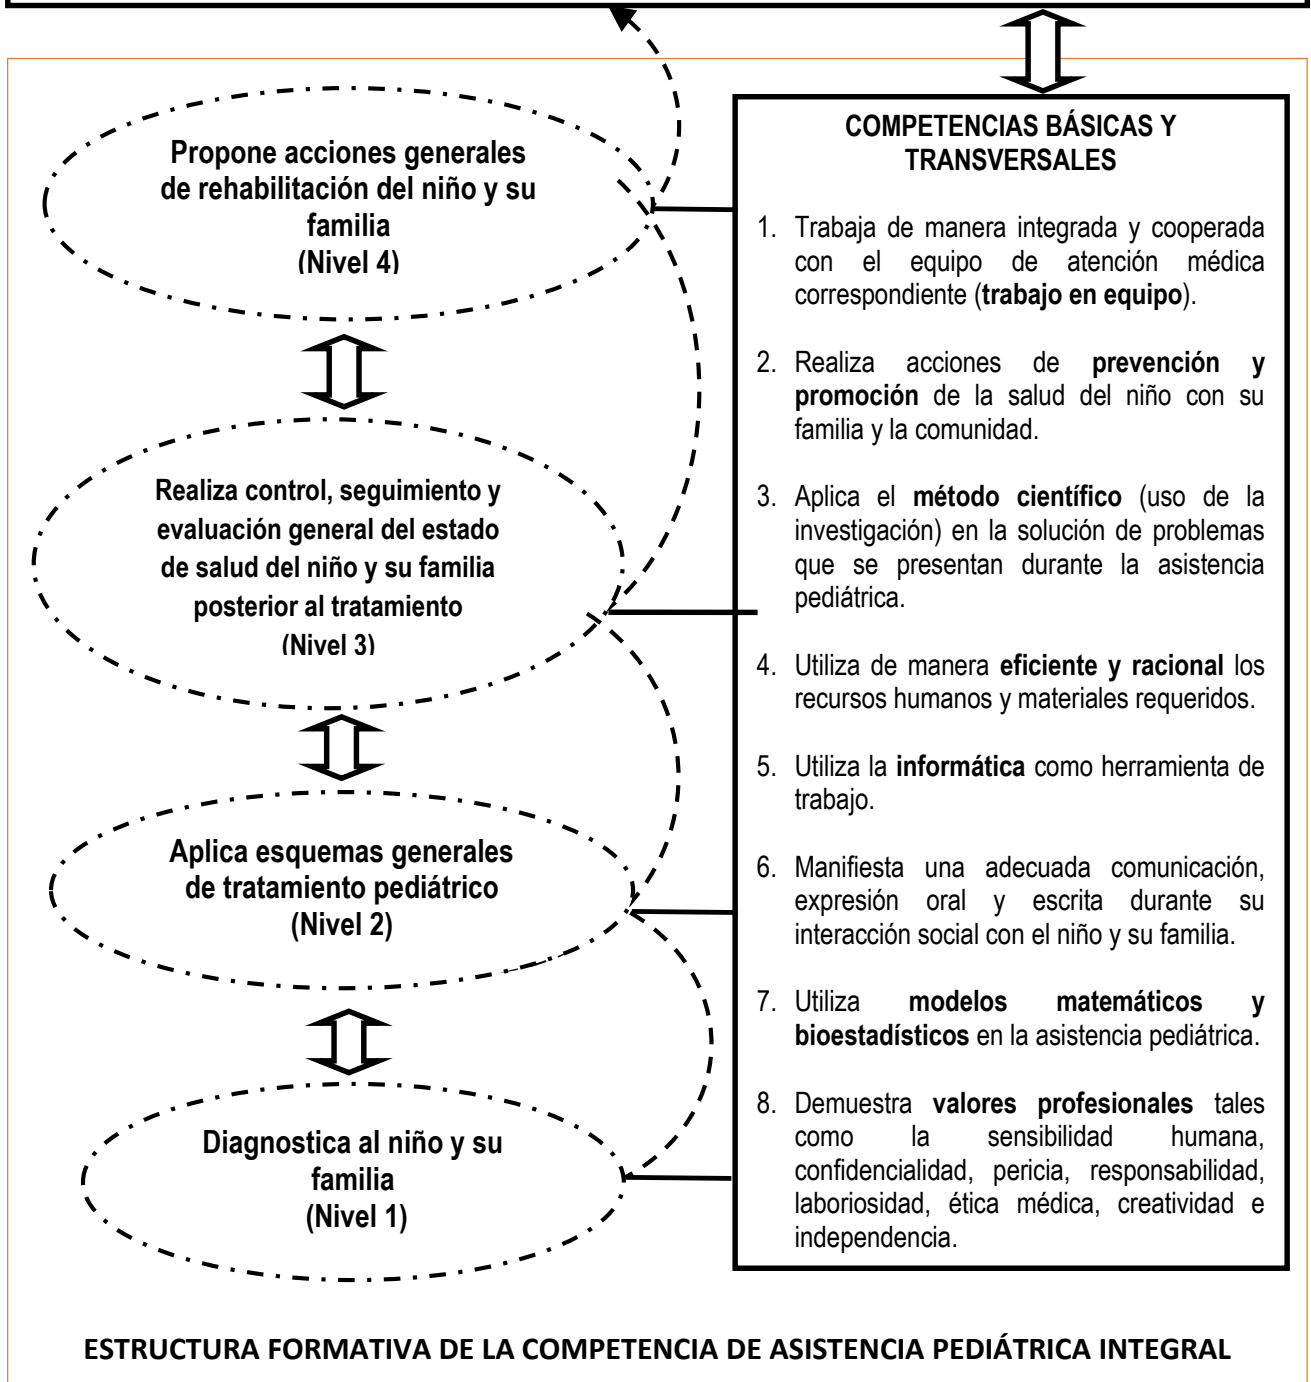 Propone acciones generales
de rehabilitación del niño y su
familia
(Nivel 4)
Realiza control, seguimiento y
evaluación general del estado
de salud del niño y su familia
posterior al tratamiento
(Nivel 3)
Aplica esquemas generales
de tratamiento pediátrico
(Nivel 2)
Diagnostica al niño y su
familia
(Nivel 1)
COMPETENCIAS BÁSICAS Y
TRANSVERSALES
1. Trabaja de manera integrada y cooperada
con el equipo de atención médica
correspondiente (trabajo en equipo).
2. Realiza acciones de prevención y
promoción de la salud del niño con su
familia y la comunidad.
3. Aplica el método científico (uso de la
investigación) en la solución de problemas
que se presentan durante la asistencia
pediátrica.
4. Utiliza de manera eficiente y racional los
recursos humanos y materiales requeridos.
5. Utiliza la informática como herramienta de
trabajo.
6. Manifiesta una adecuada comunicación,
expresión oral y escrita durante su
interacción social con el niño y su familia.
7. Utiliza modelos matemáticos y
bioestadísticos en la asistencia pediátrica.
8. Demuestra valores profesionales tales
como la sensibilidad humana,
confidencialidad, pericia, responsabilidad,
laboriosidad, ética médica, creatividad e
independencia.
ESTRUCTURA FORMATIVA DE LA COMPETENCIA DE ASISTENCIA PEDIÁTRICA INTEGRAL